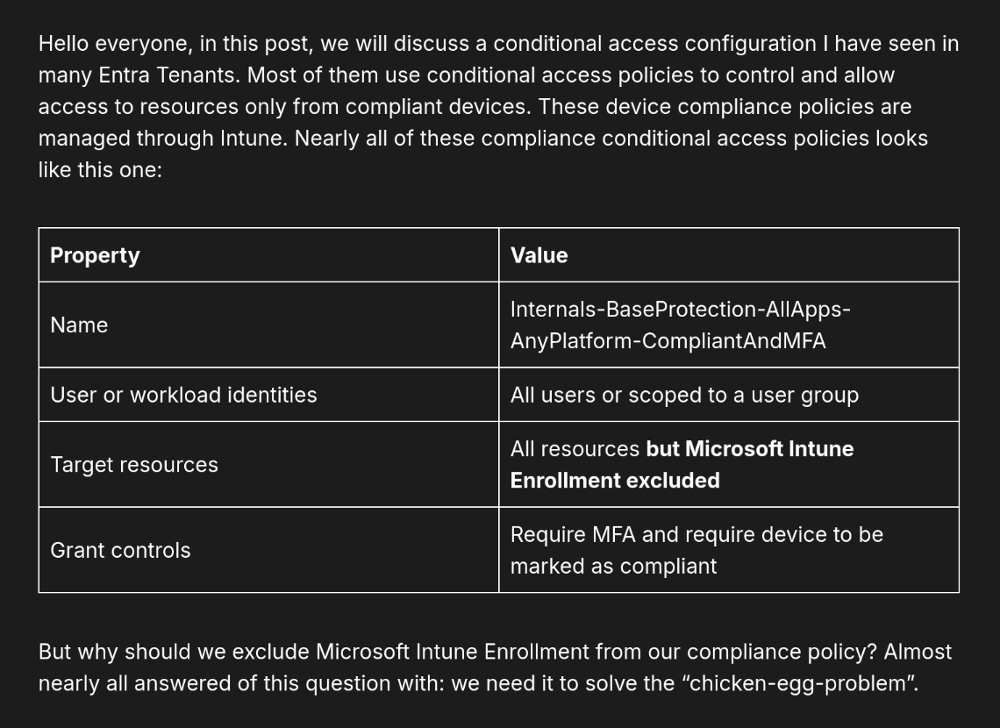 Hello everyone, in this post, we will discuss a conditional access configuration I have seen in
many Entra Tenants. Most of them use conditional access policies to control and allow
access to resources only from compliant devices. These device compliance policies are
managed through Intune. Nearly all of these compliance conditional access policies looks
like this one:
Property Value
Name Internals-BaseProtection-AllApps-
AnyPlatform-CompliantAndMFA
User or workload identities All users or scoped to a user group
Target resources All resources but Microsoft Intune
Enrollment excluded
Grant controls Require MFA and require device to be
marked as compliant
But why should we exclude Microsoft Intune Enrollment from our compliance policy? Almost
nearly all answered of this question with: we need it to solve the “chicken-egg-problem”.